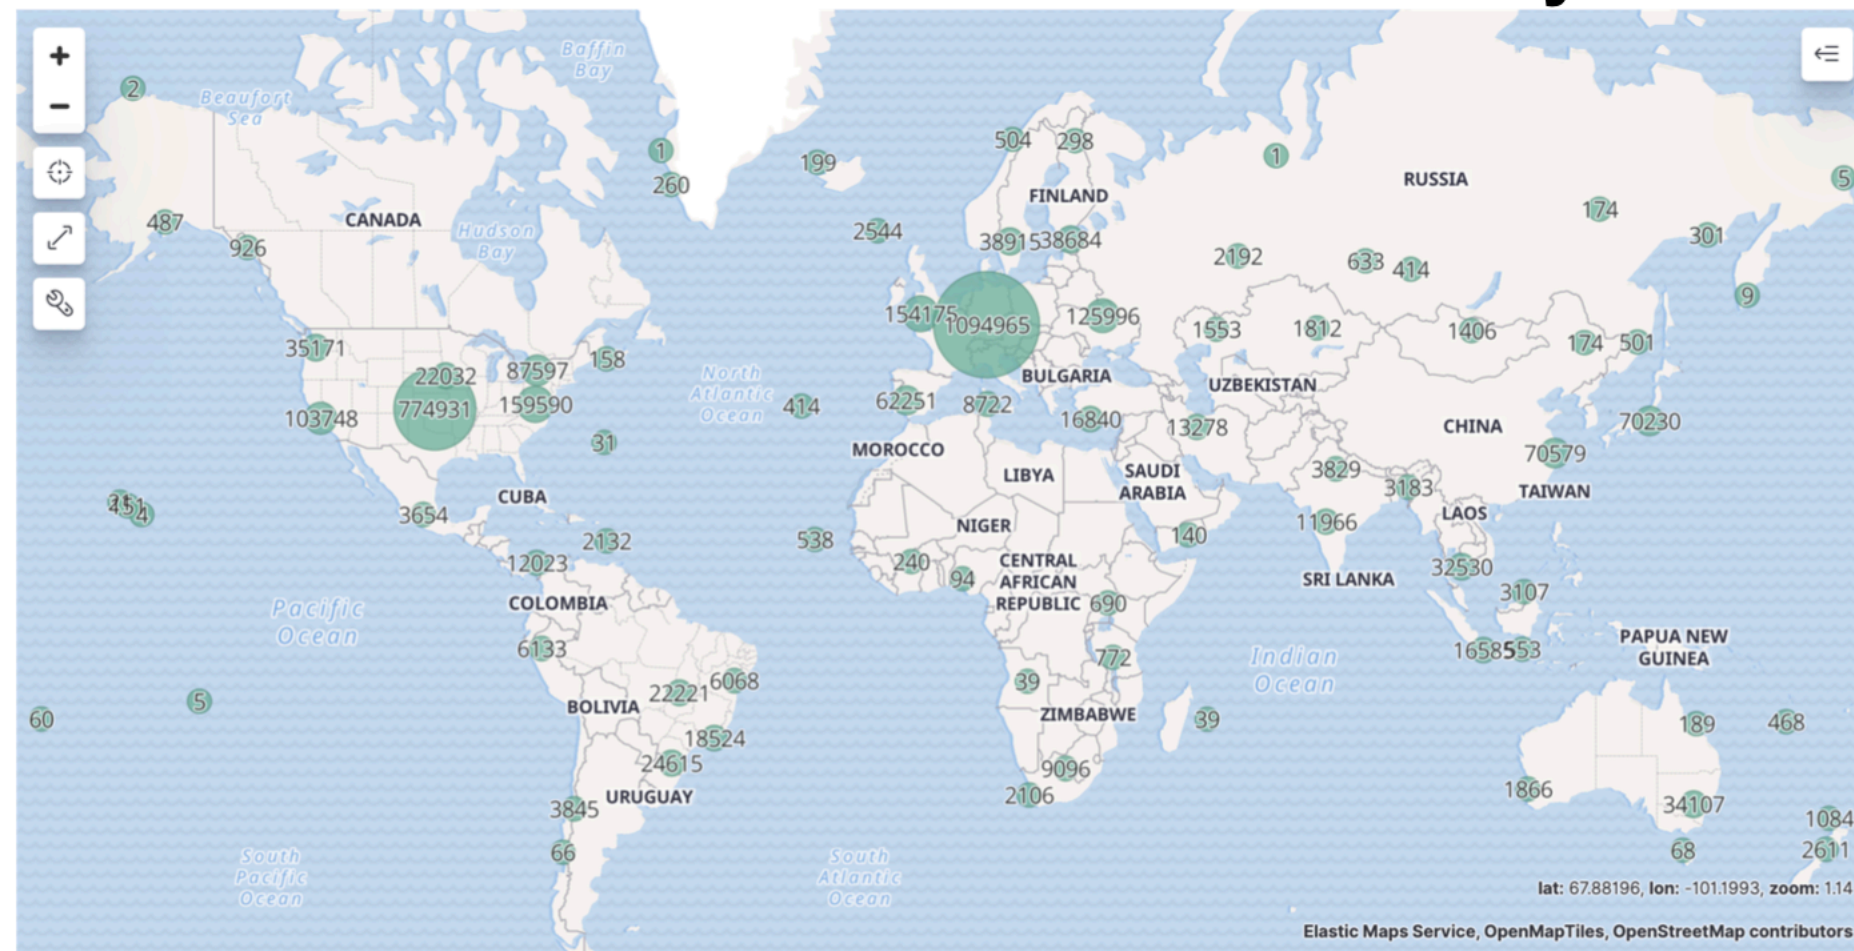 Baffin
Bay
2
Beaufort
Sea
504
298
1
199
1
260
RUSSIA
5
FINLAND
CANADA
487
174
926
Hudson
Bay
2544
38915
38684
301
2192
633
414
9
154175
1094965
125996
1553
1812
1406
174
501
35171
158
22032
87597
North
Atlantic
Ocean
BULGARIA
UZBEKISTAN
774931
159590
103748
414
62251
8722
16840
13278
CHINA
70230
31
MOROCCO
70579
LIBYA
SAUDI
ARABIA
3829
3183
TAIWAN
CUBA
4
3654
LAOS
NIGER
11966
2132
538
140
12023
240
94
CENTRAL
AFRICAN
REPUBLIC
32530
SRI LANKA
3107
COLOMBIA
690
Pacific
Ocean
6133
16585
553
PAPUA NEW
GUINEA
772
Indian
Ocean
39
22221
6068
5
BOLIVIA
60
ZIMBABWE
39
189
468
18524
24615
9096
2106
1866
URUGUAY
3845
34107
1084
66
68
2611
South
Pacific
Ocean
South
Atlantic
Ocean
lat: 67.88196, lon: -101.1993, zoom: 1.14
Elastic Maps Service, OpenMapTiles, OpenStreetMap contributors